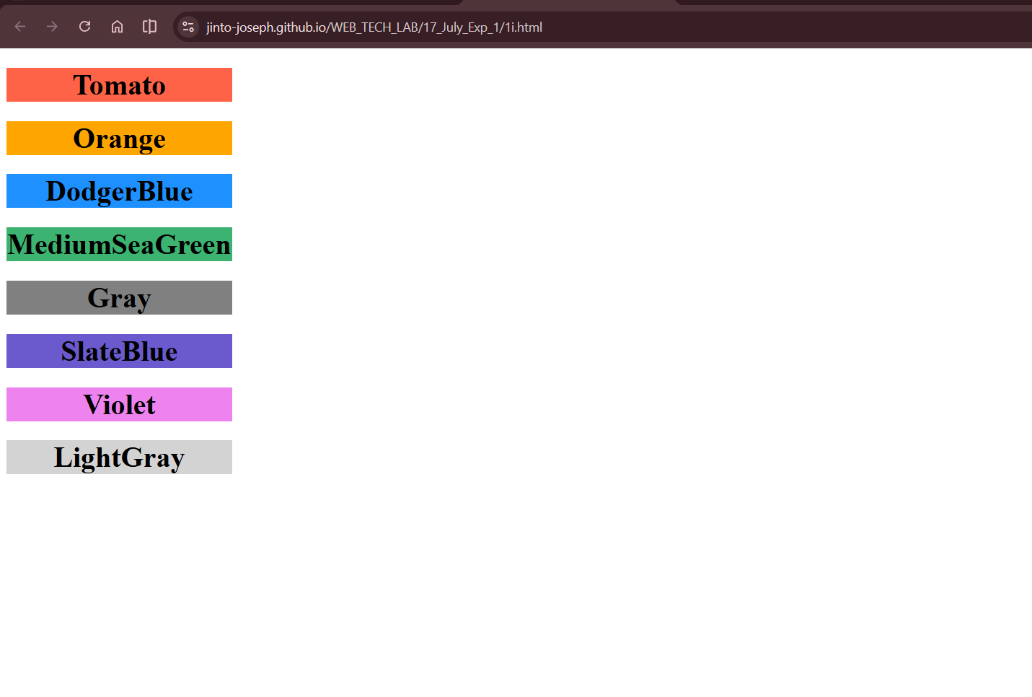 jinto-joseph.github.io/WEB_TECH_LAB/17_July_Exp_1/1i.html
Tomato
Orange
DodgerBlue
MediumSeaGreen
Gray
SlateBlue
Violet
LightGray